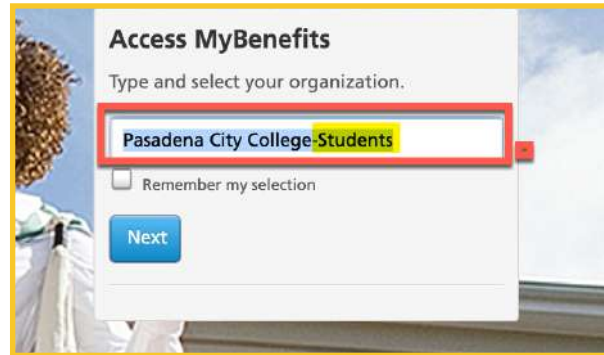 Access MyBenefits
Type and select your organization.
Pasadena City College-Students
Remember my selection
Next